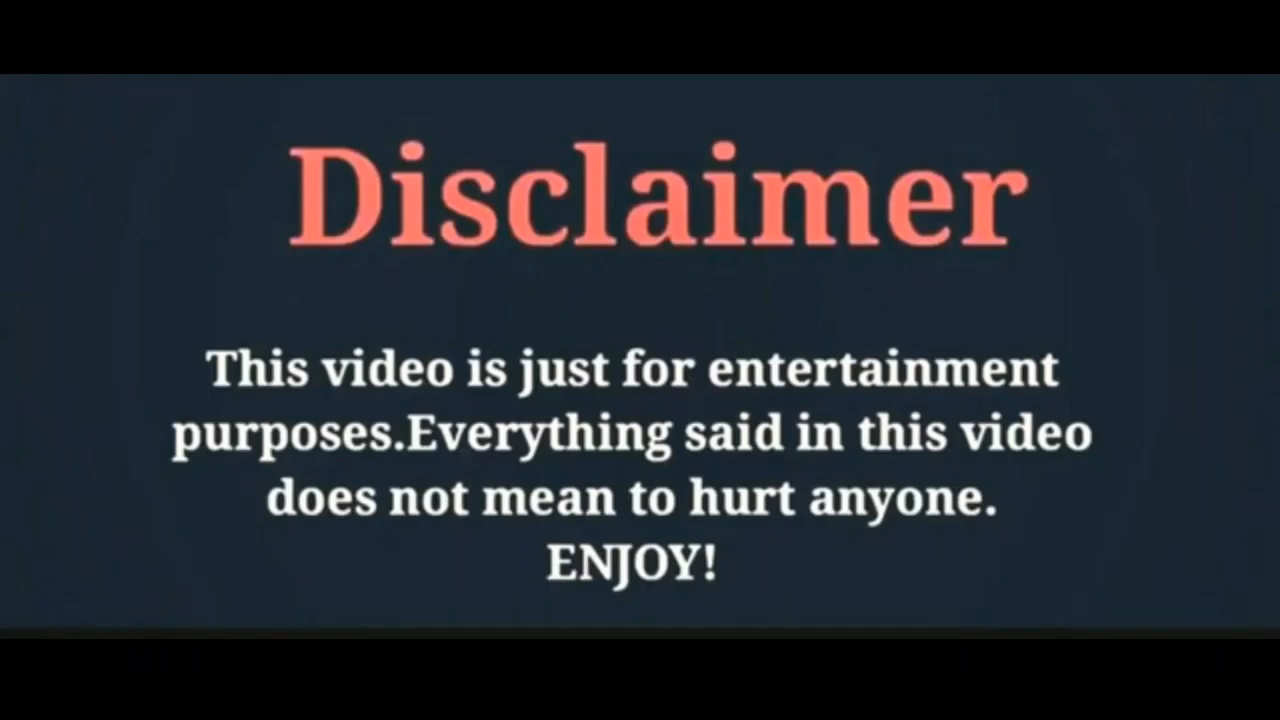 Disclaimer
This video is just for entertainment
purposes.Everything said in this video
does not mean to hurt anyone.
ENJOY!